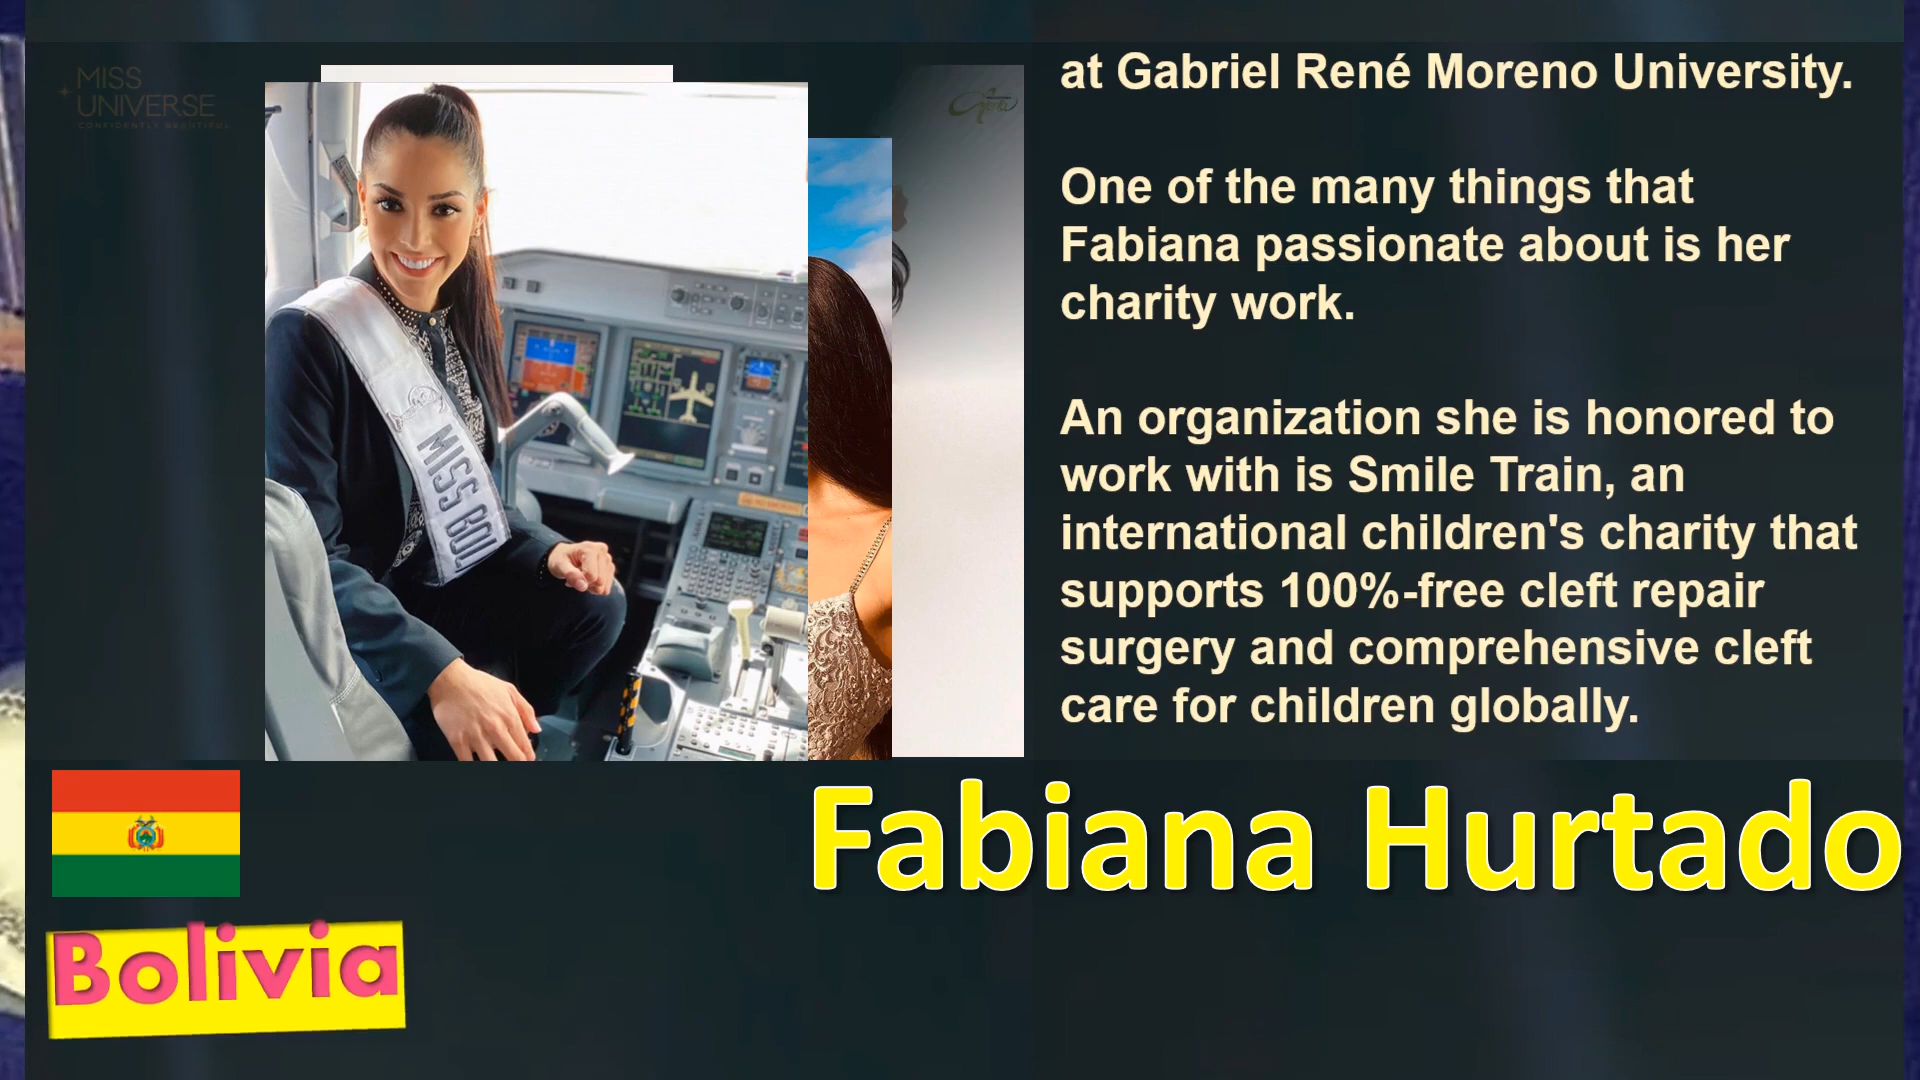 MISS
UNIVERSE
CONFIDENTLY BEAUTIFUL
MISS BOL
at Gabriel René Moreno University.
One of the many things that
Fabiana passionate about is her
charity work.
An organization she is honored to
work with is Smile Train, an
international children's charity that
supports 100%-free cleft repair
surgery and comprehensive cleft
care for children globally.
Fabiana Hurtado
Bolivia